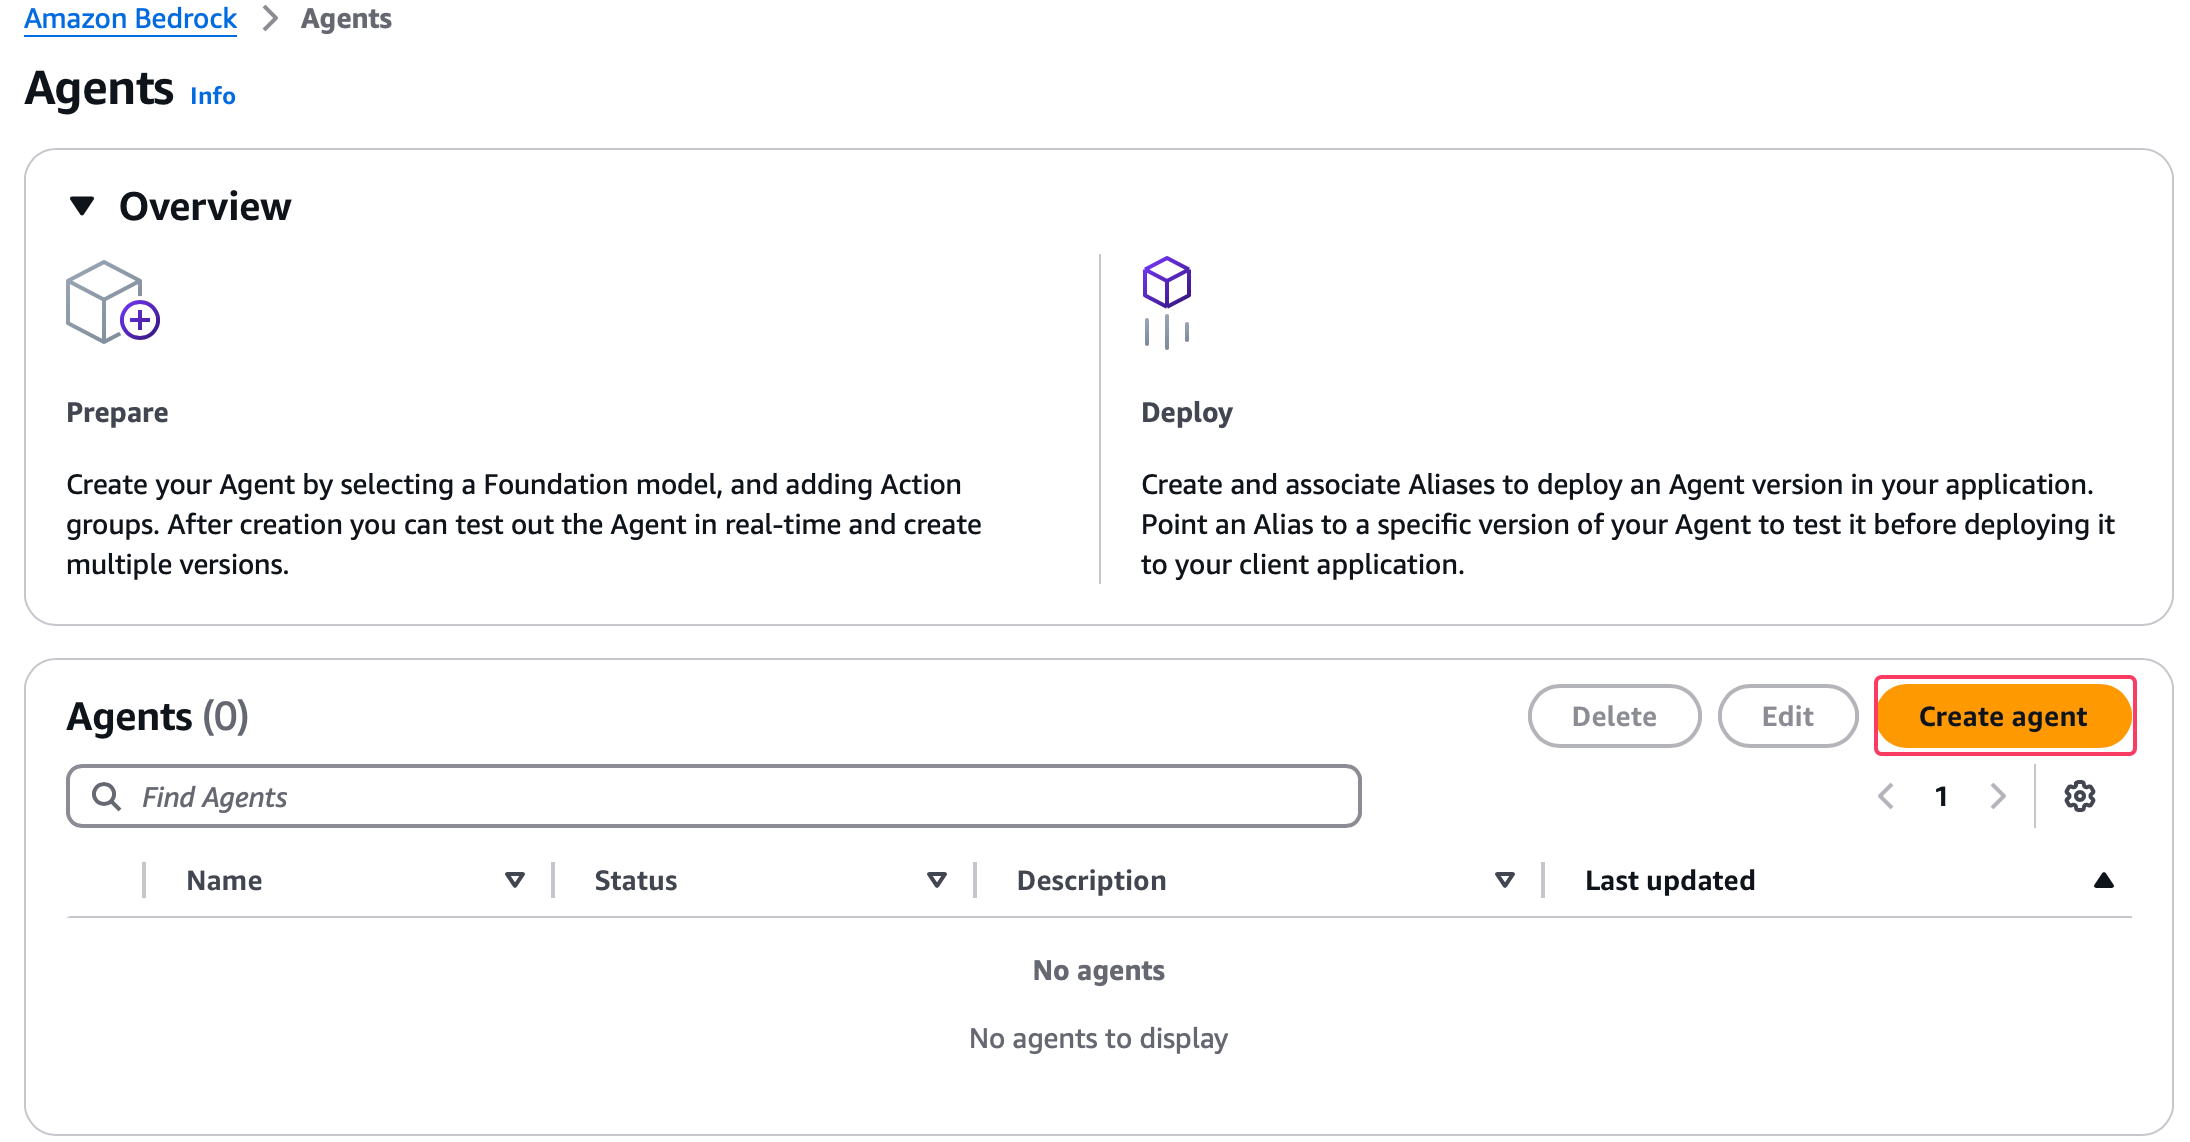 Amazon Bedrock > Agents
Agents Info
Overview
Prepare
Create your Agent by selecting a Foundation model, and adding Action
groups. After creation you can test out the Agent in real-time and create
multiple versions.
Deploy
Create and associate Aliases to deploy an Agent version in your application.
Point an Alias to a specific version of your Agent to test it before deploying it
to your client application.
Agents (0)
Delete
Edit
Create agent
Find Agents
1
Name
Status
Description
Last updated
No agents
No agents to display